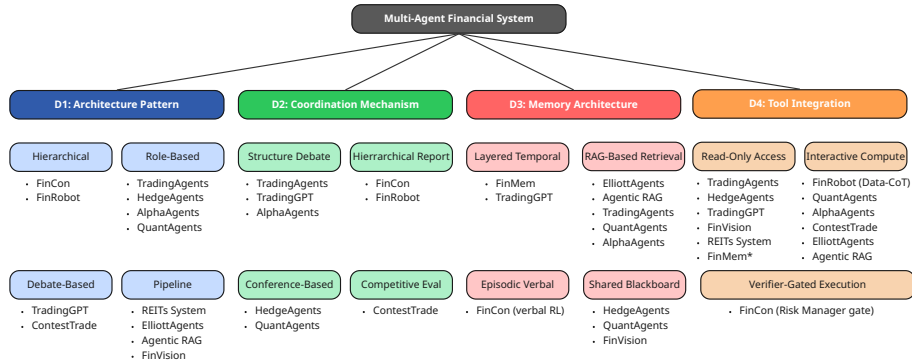 Multi-Agent Financial System
D1: Architecture Pattern
Hierarchical
• FinCon
• FinRobot
Role-Based
• TradingAgents
• HedgeAgents
• AlphaAgents
• QuantAgents
Debate-Based
• TradingGPT
• ContestTrade
Pipeline
• REITs System
• ElliottAgents
• Agentic RAG
• FinVision
D2: Coordination Mechanism
Structure Debate
• TradingAgents
• TradingGPT
• AlphaAgents
Hierrarchical Report
• FinCon
• FinRobot
Conference-Based
• HedgeAgents
• QuantAgents
Competitive Eval
• ContestTrade
D3: Memory Architecture
Layered Temporal
• FinMem
• TradingGPT
RAG-Based Retrieval
• ElliottAgents
• Agentic RAG
• TradingAgents
• QuantAgents
• AlphaAgents
Episodic Verbal
• FinCon (verbal RL)
Shared Blackboard
• HedgeAgents
• QuantAgents
• FinVision
D4: Tool Integration
Read-Only Access
• TradingAgents
• HedgeAgents
• TradingGPT
• FinVision
• REITs System
• FinMem*
Interactive Compute
• FinRobot (Data-CoT)
• QuantAgents
• AlphaAgents
• ContestTrade
• ElliottAgents
• Agentic RAG
Verifier-Gated Execution
• FinCon (Risk Manager gate)